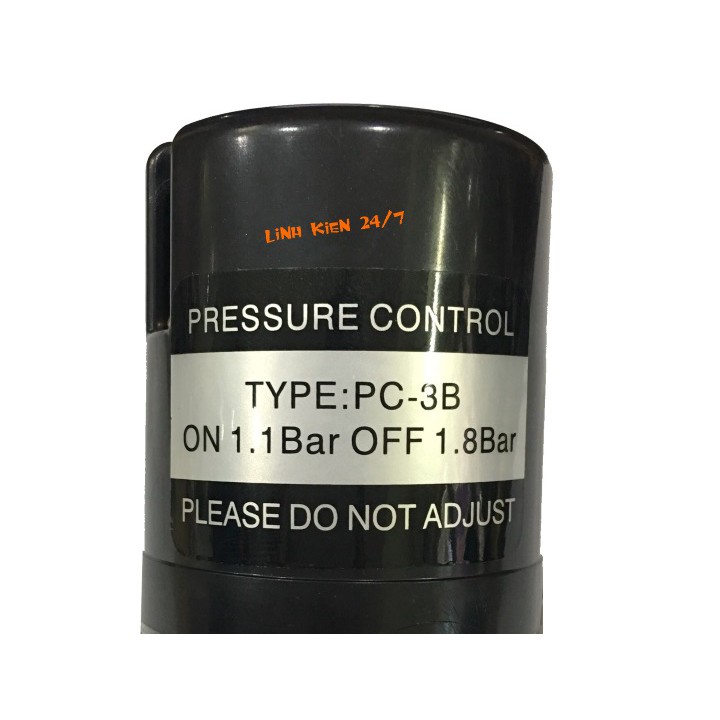 LiNH KiEN 24/7
PRESSURE CONTROL
TYPE:PC-3B
ON 1.1Bar OFF 1.8Bar
PLEASE DO NOT ADJUST